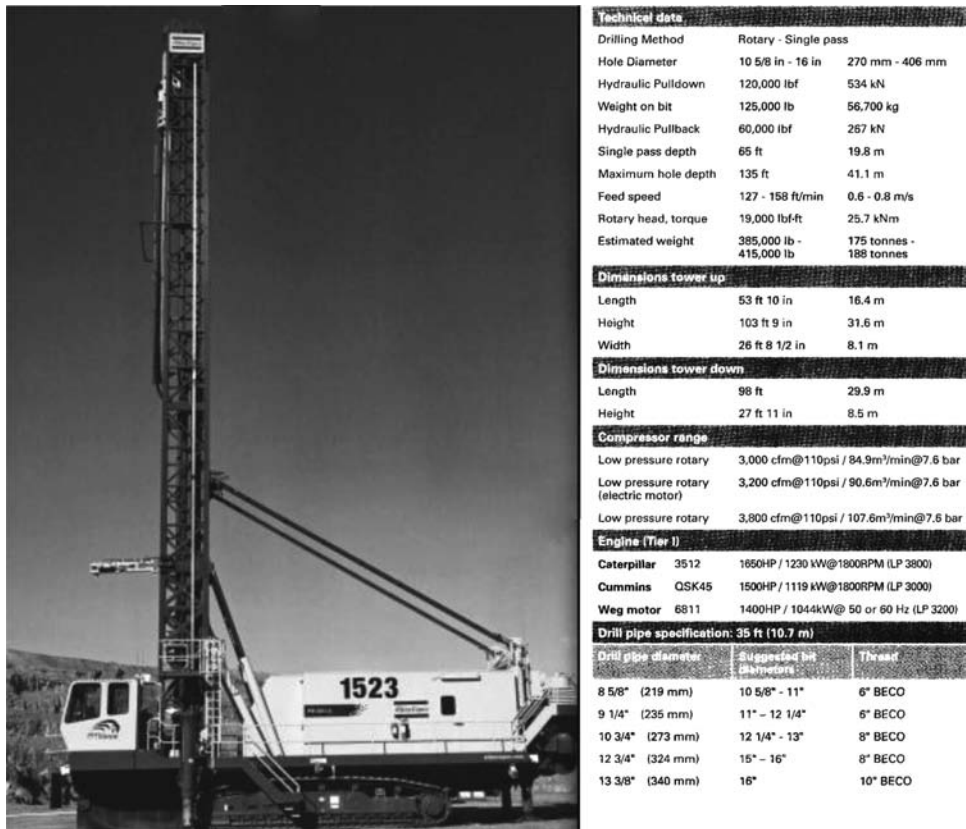 1523
Technical data
Drilling Method Rotary - Single pass
Hole Diameter 10 5/8 in - 16 in 270 mm - 406 mm
Hydraulic Pulldown 120,000 lbf 534 kN
Weight on bit 125,000 lb 56,700 kg
Hydraulic Pullback 60,000 lbf 267 kN
Single pass depth 65 ft 19.8 m
Maximum hole depth 135 ft 41.1 m
Feed speed 127 - 158 ft/min 0.6 - 0.8 m/s
Rotary head, torque 19,000 lbf-ft 25.7 kNm
Estimated weight 385,000 lb - 175 tonnes -
415,000 lb 188 tonnes
Dimensions tower up
Length 53 ft 10 in 16.4 m
Height 103 ft 9 in 31.6 m
Width 26 ft 8 1/2 in 8.1 m
Dimensions tower down
Length 98 ft 29.9 m
Height 27 ft 11 in 8.5 m
Compressor range
Low pressure rotary 3,000 cfm@110psi / 84.9m³/min@7.6 bar
Low pressure rotary 3,200 cfm@110psi / 90.6m³/min@7.6 bar
(electric motor)
Low pressure rotary 3,800 cfm@110psi / 107.6m³/min@7.6 bar
Engine (Tier I)
Caterpillar 3512 1650HP / 1230 kW@1800RPM (LP 3800)
Cummins QSK45 1500HP / 1119 kW@1800RPM (LP 3000)
Weg motor 6811 1400HP / 1044kW@ 50 or 60 Hz (LP 3200)
Drill pipe specification: 35 ft (10.7 m)
Drill pipe diameter Suggested bit Thread
diameters
8 5/8" (219 mm) 10 5/8" - 11" 6" BECO
9 1/4" (235 mm) 11" – 12 1/4" 6" BECO
10 3/4" (273 mm) 12 1/4" - 13" 8" BECO
12 3/4" (324 mm) 15" – 16" 8" BECO
13 3/8" (340 mm) 16" 10" BECO